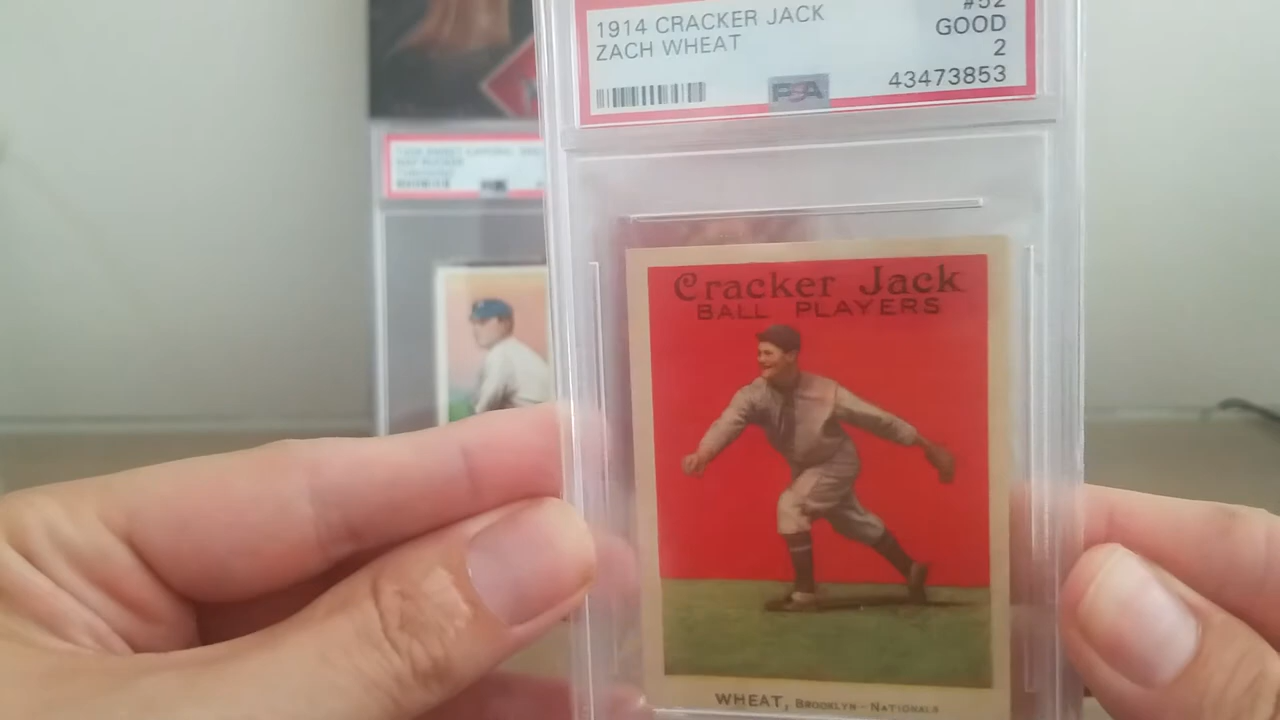 #52
1914 CRACKER JACK
GOOD
ZACH WHEAT
2
PSA
43473853
Cracker Jack
BALL PLAYERS
WHEAT, BROOKLYN - NATIONALS